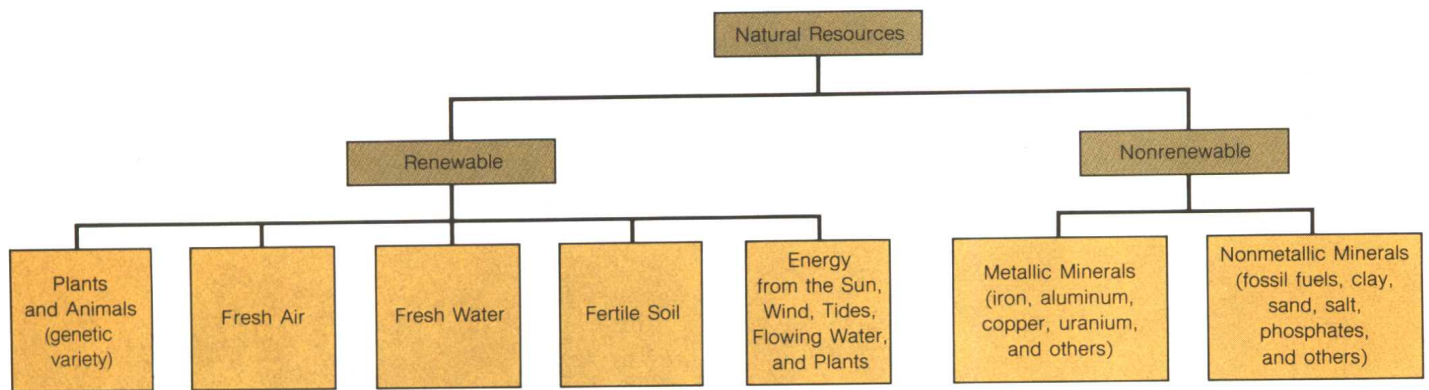 Natural Resources
Renewable
Nonrenewable
Plants
and Animals
(genetic
variety)
Fresh Air
Fresh Water
Fertile Soil
Energy
from the Sun,
Wind, Tides,
Flowing Water,
and Plants
Metallic Minerals
(iron, aluminum,
copper, uranium,
and others)
Nonmetallic Minerals
(fossil fuels, clay,
sand, salt,
phosphates,
and others)